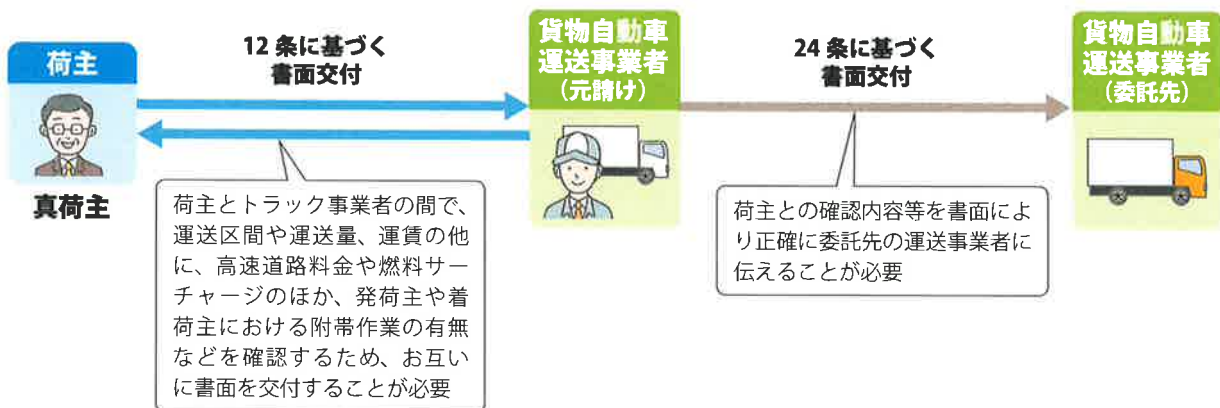 荷主
真荷主
12 条に基づく
書面交付
荷主とトラック事業者の間で、
運送区間や運送量、運賃の他
に、高速道路料金や燃料サー
チャージのほか、発荷主や着
荷主における附帯作業の有無
などを確認するため、お互い
に書面を交付することが必要
貨物自動車
運送事業者
(元請け)
24 条に基づく
書面交付
荷主との確認内容等を書面によ
り正確に委託先の運送事業者に
伝えることが必要
貨物自動車
運送事業者
(委託先)